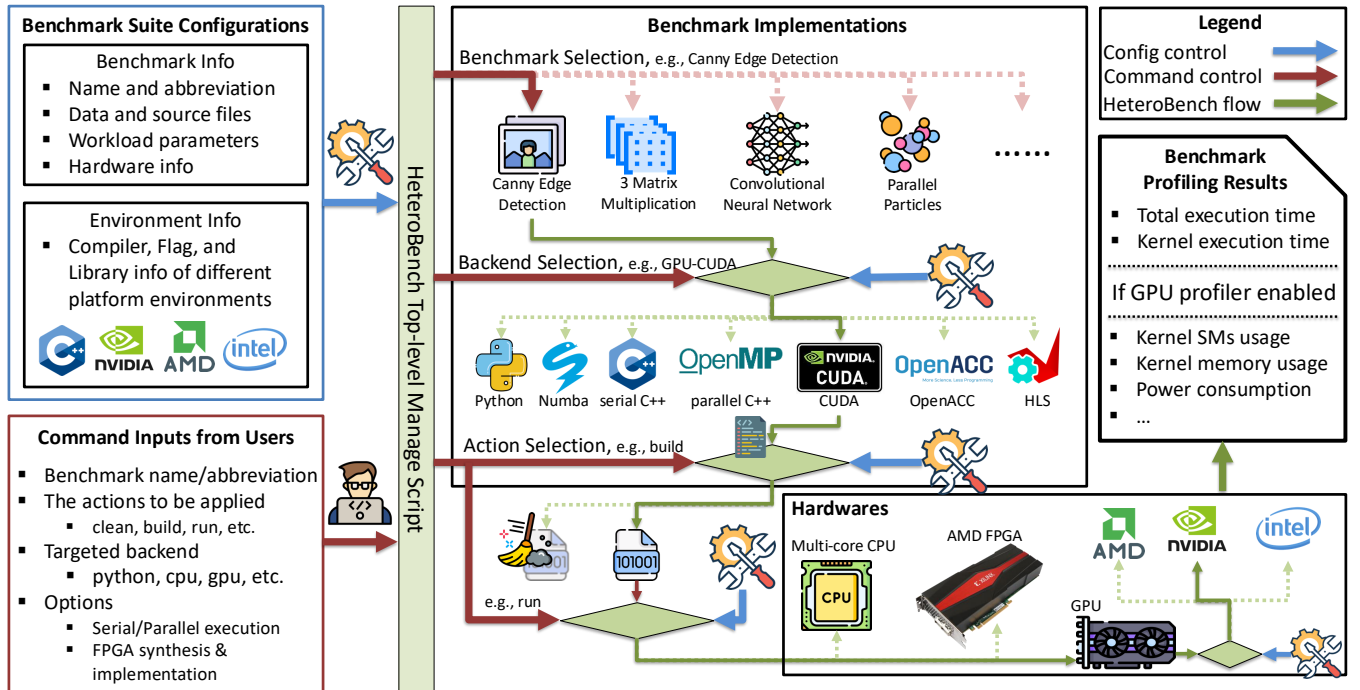 Benchmark Suite Configurations
Benchmark Info
▪ Name and abbreviation
▪ Data and source files
▪ Workload parameters
▪ Hardware info
Environment Info
▪ Compiler, Flag, and
Library info of different
platform environments
C++
NVIDIA
AMD
intel
Command Inputs from Users
▪ Benchmark name/abbreviation
▪ The actions to be applied
▪ clean, build, run, etc.
▪ Targeted backend
▪ python, cpu, gpu, etc.
▪ Options
▪ Serial/Parallel execution
▪ FPGA synthesis &
implementation
HeteroBench Top-level Manage Script
Benchmark Implementations
Benchmark Selection, e.g., Canny Edge Detection
Canny Edge
Detection
3 Matrix
Multiplication
Convolutional
Neural Network
Parallel
Particles
......
Backend Selection, e.g., GPU-CUDA
C++
OpenMP
NVIDIA.
CUDA.
OpenACC
More Science, Less Programming
Python
Numba
serial C++
parallel C++
CUDA
OpenACC
HLS
Action Selection, e.g., build
101001
e.g., run
Hardwares
Multi-core CPU
CPU
AMD FPGA
XILINX
GPU
AMD
NVIDIA
intel
Legend
Config control
Command control
HeteroBench flow
Benchmark
Profiling Results
▪ Total execution time
▪ Kernel execution time
If GPU profiler enabled
▪ Kernel SMs usage
▪ Kernel memory usage
▪ Power consumption
▪ ...